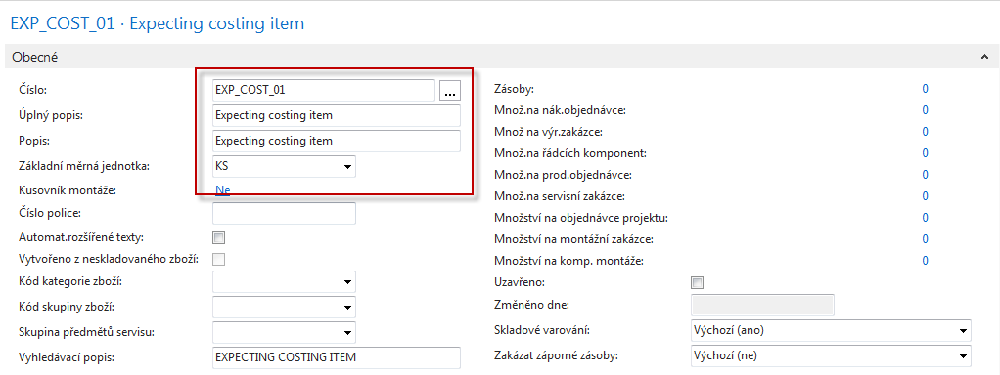 EXP_COST_01 · Expecting costing item
Obecné
Číslo: EXP_COST_01 ...
Úplný popis: Expecting costing item
Popis: Expecting costing item
Základní měrná jednotka: KS
Kusovník montáže: Ne
Číslo police:
Automat.rozšířené texty:
Vytvořeno z neskladovaného zboží:
Kód kategorie zboží:
Kód skupiny zboží:
Skupina předmětů servisu:
Vyhledávací popis: EXPECTING COSTING ITEM
Zásoby: 0
Množ.na nák.objednávce: 0
Množ na výr.zakázce: 0
Množ.na řádcích komponent: 0
Množ.na prod.objednávce: 0
Množ.na servisní zakázce: 0
Množství na objednávce projektu: 0
Množství na montážní zakázce: 0
Množství na komp. montáže: 0
Uzavřeno:
Změněno dne:
Skladové varování: Výchozí (ano)
Zakázat záporné zásoby: Výchozí (ne)